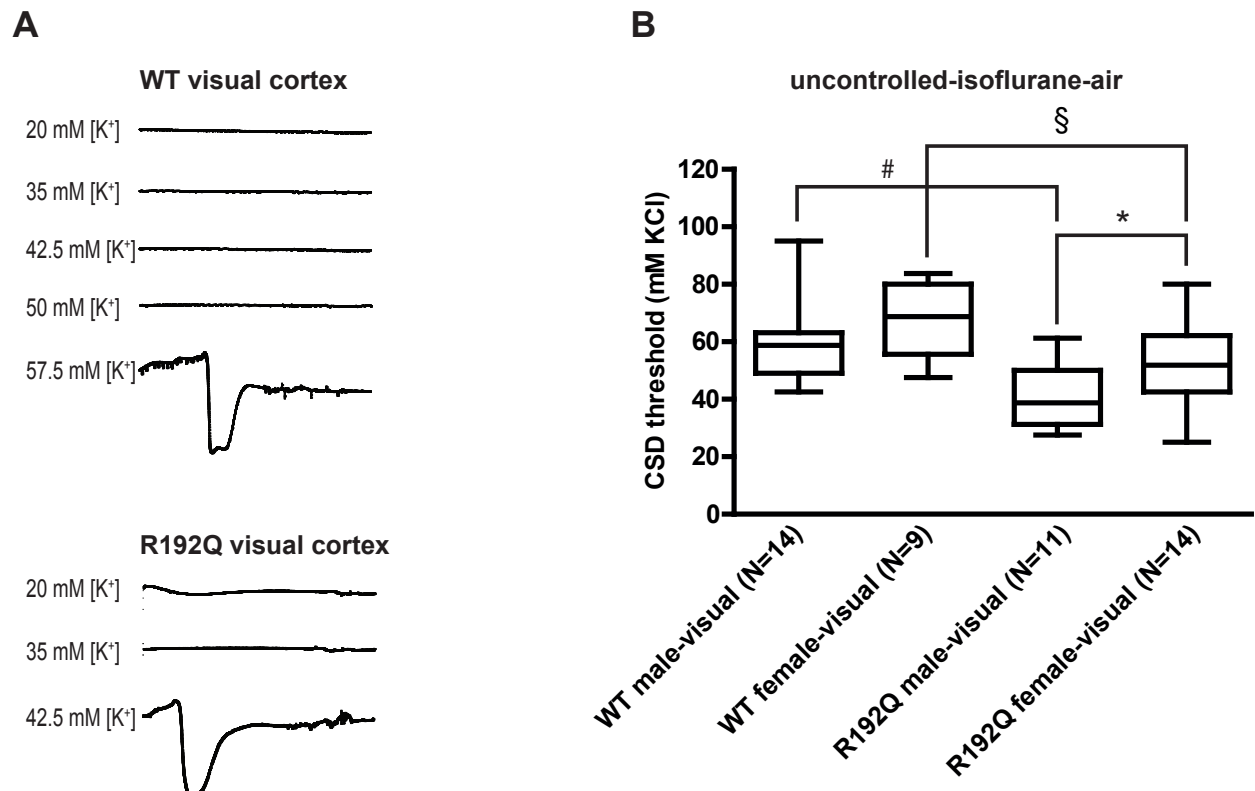 A
WT visual cortex
20 mM [K⁺]
35 mM [K⁺]
42.5 mM [K⁺]
50 mM [K⁺]
57.5 mM [K⁺]
R192Q visual cortex
20 mM [K⁺]
35 mM [K⁺]
42.5 mM [K⁺]
B
uncontrolled-isoflurane-air
§
#
*
CSD threshold (mM KCl)
120
100
80
60
40
20
0
WT male-visual (N=14)
WT female-visual (N=9)
R192Q male-visual (N=11)
R192Q female-visual (N=14)